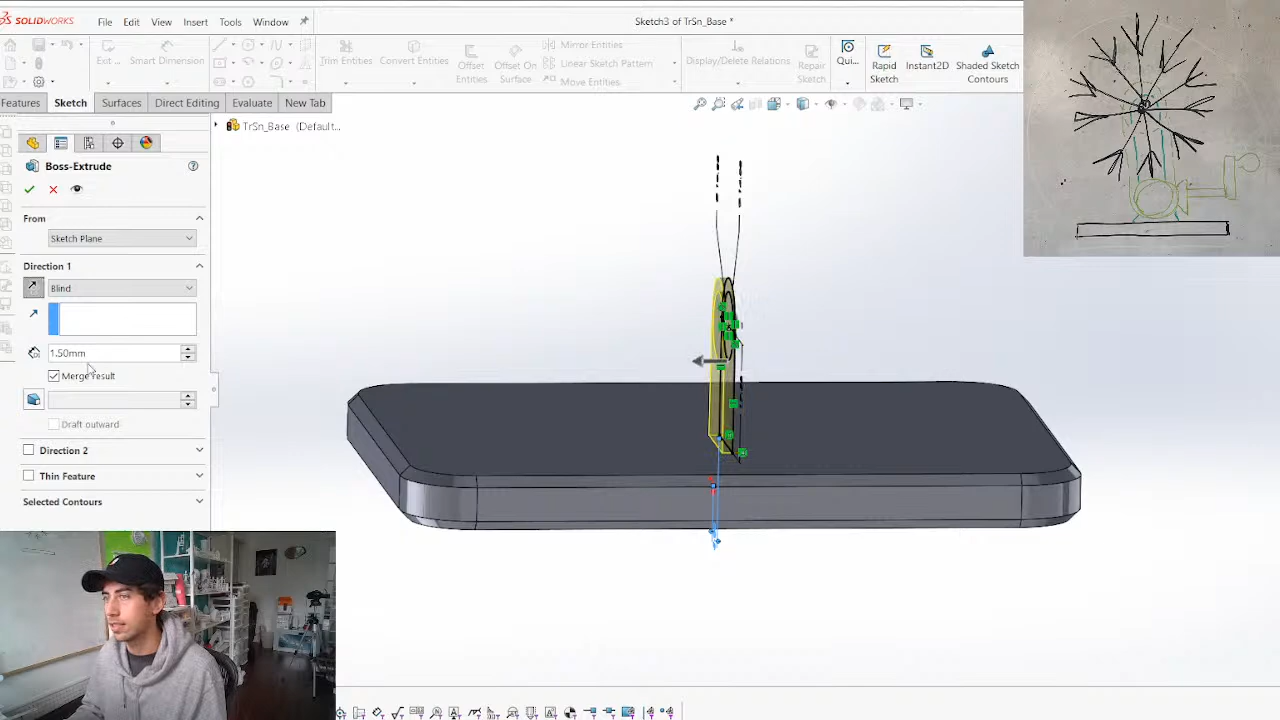 SOLIDWORKS
File Edit View Insert Tools Window
Sketch3 of TrSn_Base *
Ext...
Smart Dimension
Trim Entities
Convert Entities
Offset Entities
Offset On Surface
Mirror Entities
Linear Sketch Pattern
Move Entities
Display/Delete Relations
Repair Sketch
Qui...
Rapid Sketch
Instant2D
Shaded Sketch Contours
Features Sketch Surfaces Direct Editing Evaluate New Tab
TrSn_Base (Default...
Boss-Extrude
From
Sketch Plane
Direction 1
Blind
1.50mm
Merge result
Draft outward
Direction 2
Thin Feature
Selected Contours